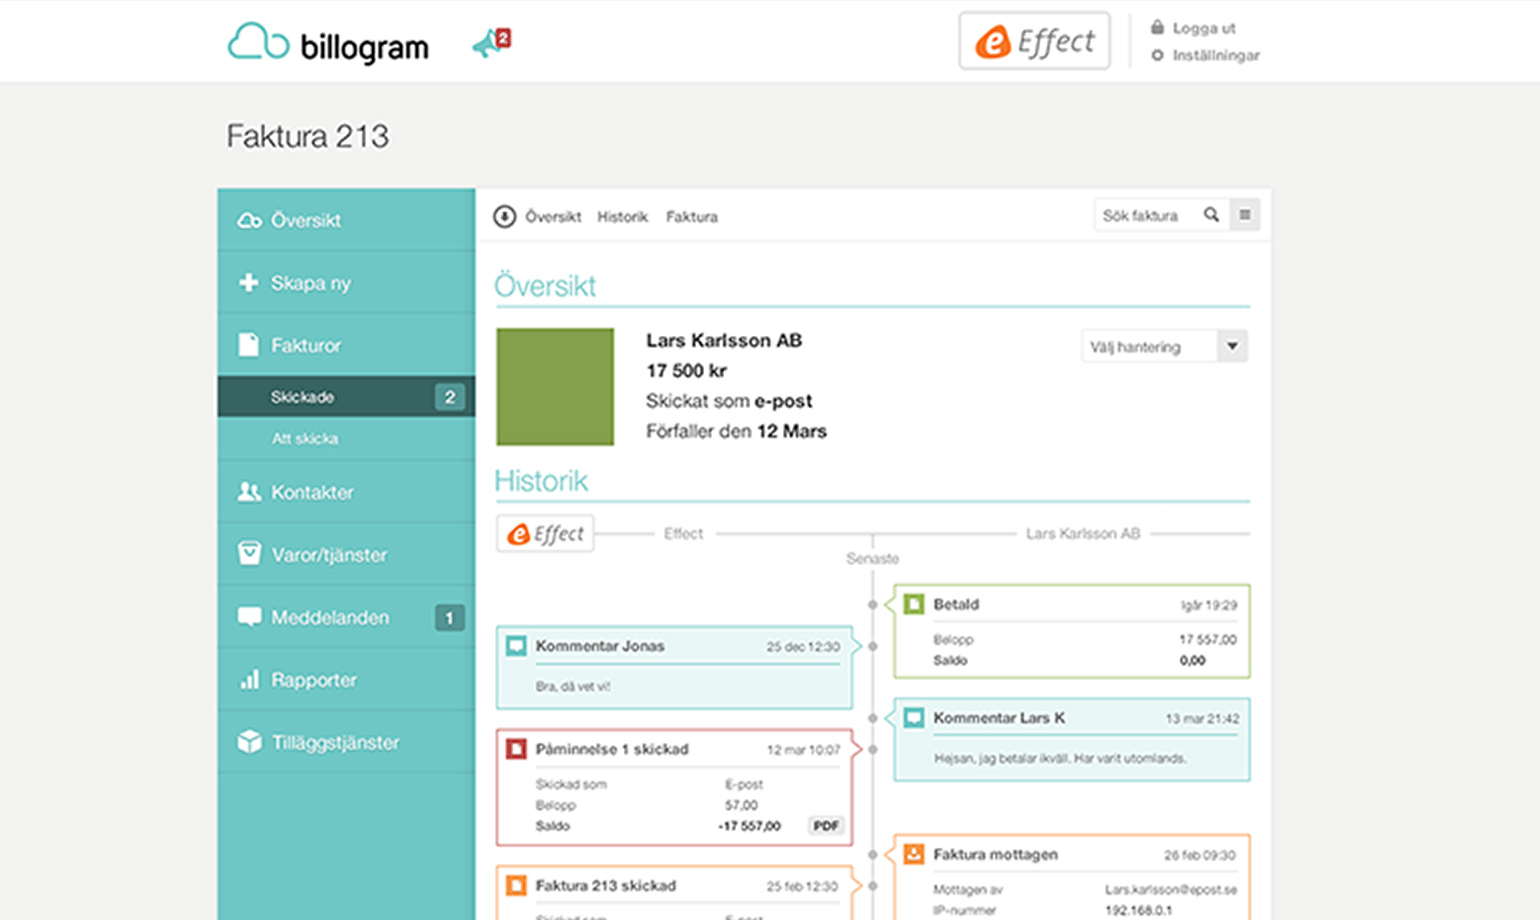 billogram
2
e Effect
Logga ut
Inställningar
Faktura 213
Översikt
Skapa ny
Fakturor
Skickade 2
Att skicka
Kontakter
Varor/tjänster
Meddelanden 1
Rapporter
Tilläggstjänster
Översikt Historik Faktura
Sök faktura
Översikt
Lars Karlsson AB
17 500 kr
Skickat som e-post
Förfaller den 12 Mars
Välj hantering
Historik
e Effect
Effect
Lars Karlsson AB
Senaste
Betald Igår 19:29
Belopp 17 557,00
Saldo 0,00
Kommentar Jonas 25 dec 12:30
Bra, då vet vi!
Kommentar Lars K 13 mar 21:42
Hejsan, jag betalar ikväll. Har varit utomlands.
Påminnelse 1 skickad 12 mar 10:07
Skickad som E-post
Belopp 57,00
Saldo -17 557,00 PDF
Faktura mottagen 26 feb 09:30
Mottagen av Lars.karlsson@epost.se
IP-nummer 192.168.0.1
Faktura 213 skickad 25 feb 12:30
Skickad som E-post